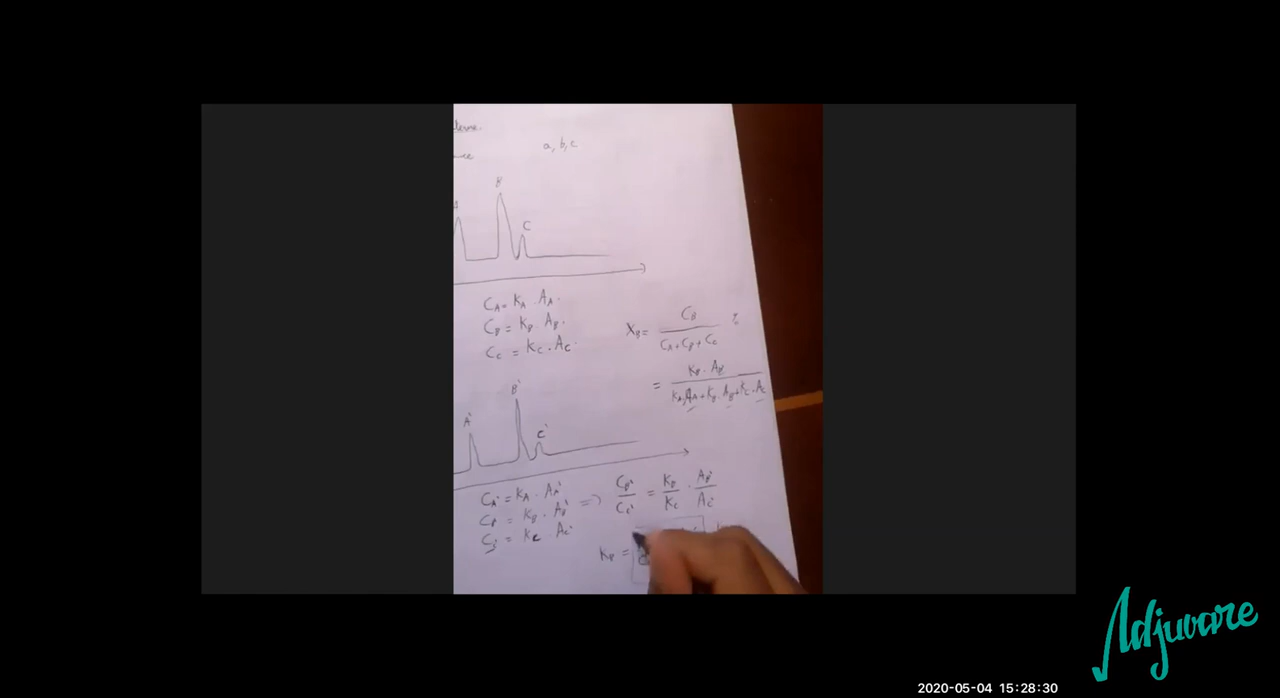 a, b, c
B
A
C
C_A = K_A . A_A.
C_B = K_B . A_B.
C_C = K_C . A_C.
X_B = C_B / (C_A + C_B + C_C) %
= K_B . A_B / (K_A . A_A + K_B . A_B + K_C . A_C)
B'
A'
C'
C_A' = K_A . A_A'
C_B' = K_B . A_B' => C_B' / C_C' = K_B / K_C . A_B' / A_C'
C_C' = K_C . A_C'
K_B =
Adjuware
2020-05-04 15:28:30